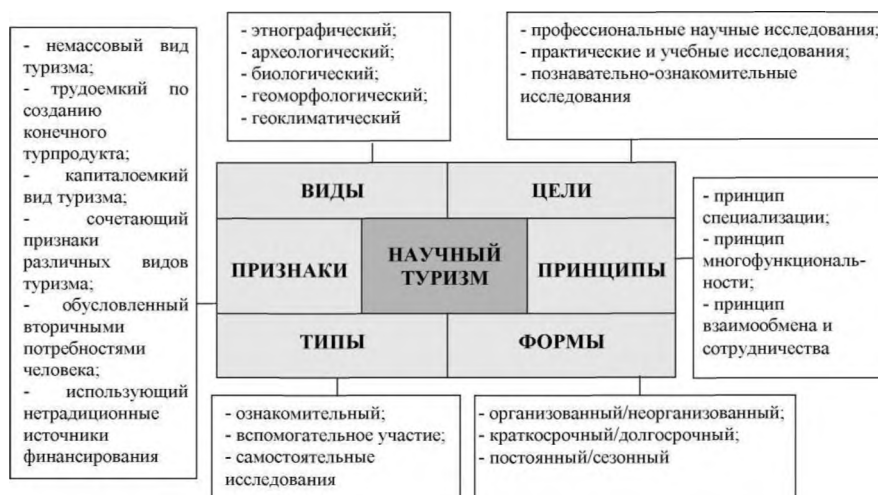 - немассовый вид
туризма;
- трудоемкий по
созданию
конечного
турпродукта;
- капиталоемкий
вид туризма;
- сочетающий
признаки
различных видов
туризма;
- обусловленный
вторичными
потребностями
человека;
- использующий
нетрадиционные
источники
финансирования
- этнографический;
- археологический;
- биологический;
- геоморфологический;
- геоклиматический
- профессиональные научные исследования;
- практические и учебные исследования;
- познавательно-ознакомительные
исследования
ВИДЫ
ЦЕЛИ
ПРИЗНАКИ
НАУЧНЫЙ
ТУРИЗМ
ПРИНЦИПЫ
ТИПЫ
ФОРМЫ
- принцип
специализации;
- принцип
многофункциональ-
ности;
- принцип
взаимообмена и
сотрудничества
- ознакомительный;
- вспомогательное участие;
- самостоятельные
исследования
- организованный/неорганизованный;
- краткосрочный/долгосрочный;
- постоянный/сезонный